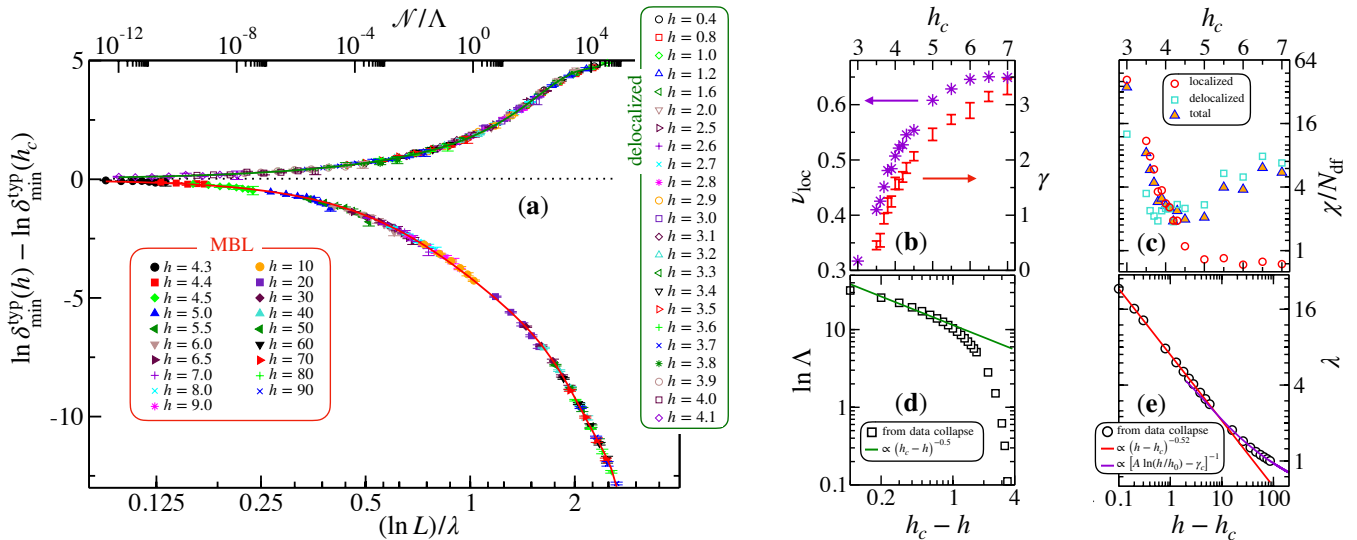 𝒩/Λ
10⁻¹² 10⁻⁸ 10⁻⁴ 10⁰ 10⁴
ln δ_min^typ(h) − ln δ_min^typ(h_c)
5
0
-5
-10
0.125 0.25 0.5 1 2
(ln L)/λ
(a)
MBL
h = 4.3 h = 10
h = 4.4 h = 20
h = 4.5 h = 30
h = 5.0 h = 40
h = 5.5 h = 50
h = 6.0 h = 60
h = 6.5 h = 70
h = 7.0 h = 80
h = 8.0 h = 90
h = 9.0
delocalized
h = 0.4
h = 0.8
h = 1.0
h = 1.2
h = 1.6
h = 2.0
h = 2.5
h = 2.6
h = 2.7
h = 2.8
h = 2.9
h = 3.0
h = 3.1
h = 3.2
h = 3.3
h = 3.4
h = 3.5
h = 3.6
h = 3.7
h = 3.8
h = 3.9
h = 4.0
h = 4.1
h_c
3 4 5 6 7
ν_loc
0.6
0.5
0.4
0.3
(b)
γ
3
2
1
0
ln Λ
10
1
0.1
(d)
from data collapse
∝ (h_c − h)^−0.5
0.2 1 4
h_c − h
h_c
3 4 5 6 7
localized
delocalized
total
(c)
χ/N_df
64
16
4
1
(e)
λ
16
4
1
from data collapse
∝ (h − h_c)^−0.52
∝ [A ln(h/h₀) − γ_c]^−1
0.1 1 10 100
h − h_c